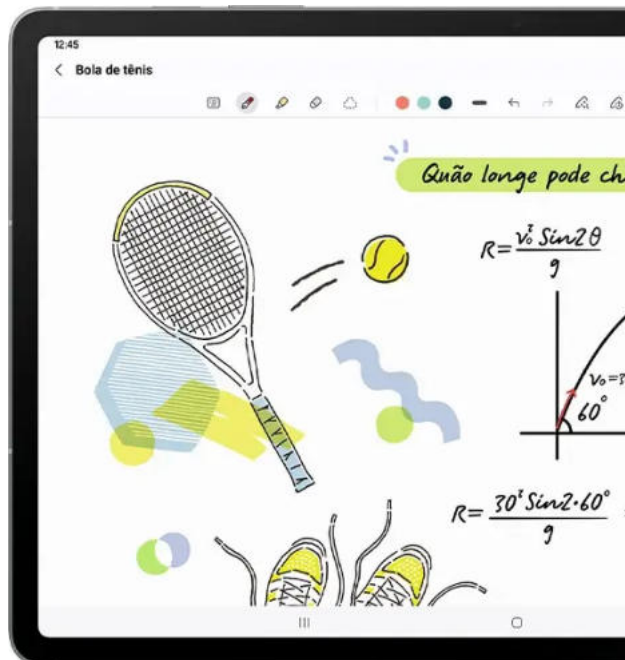 12:45
Bola de tênis
Quão longe pode ch
R = v₀² Sin2θ / g
v₀=3
60°
R = 30² Sin2·60° / g =